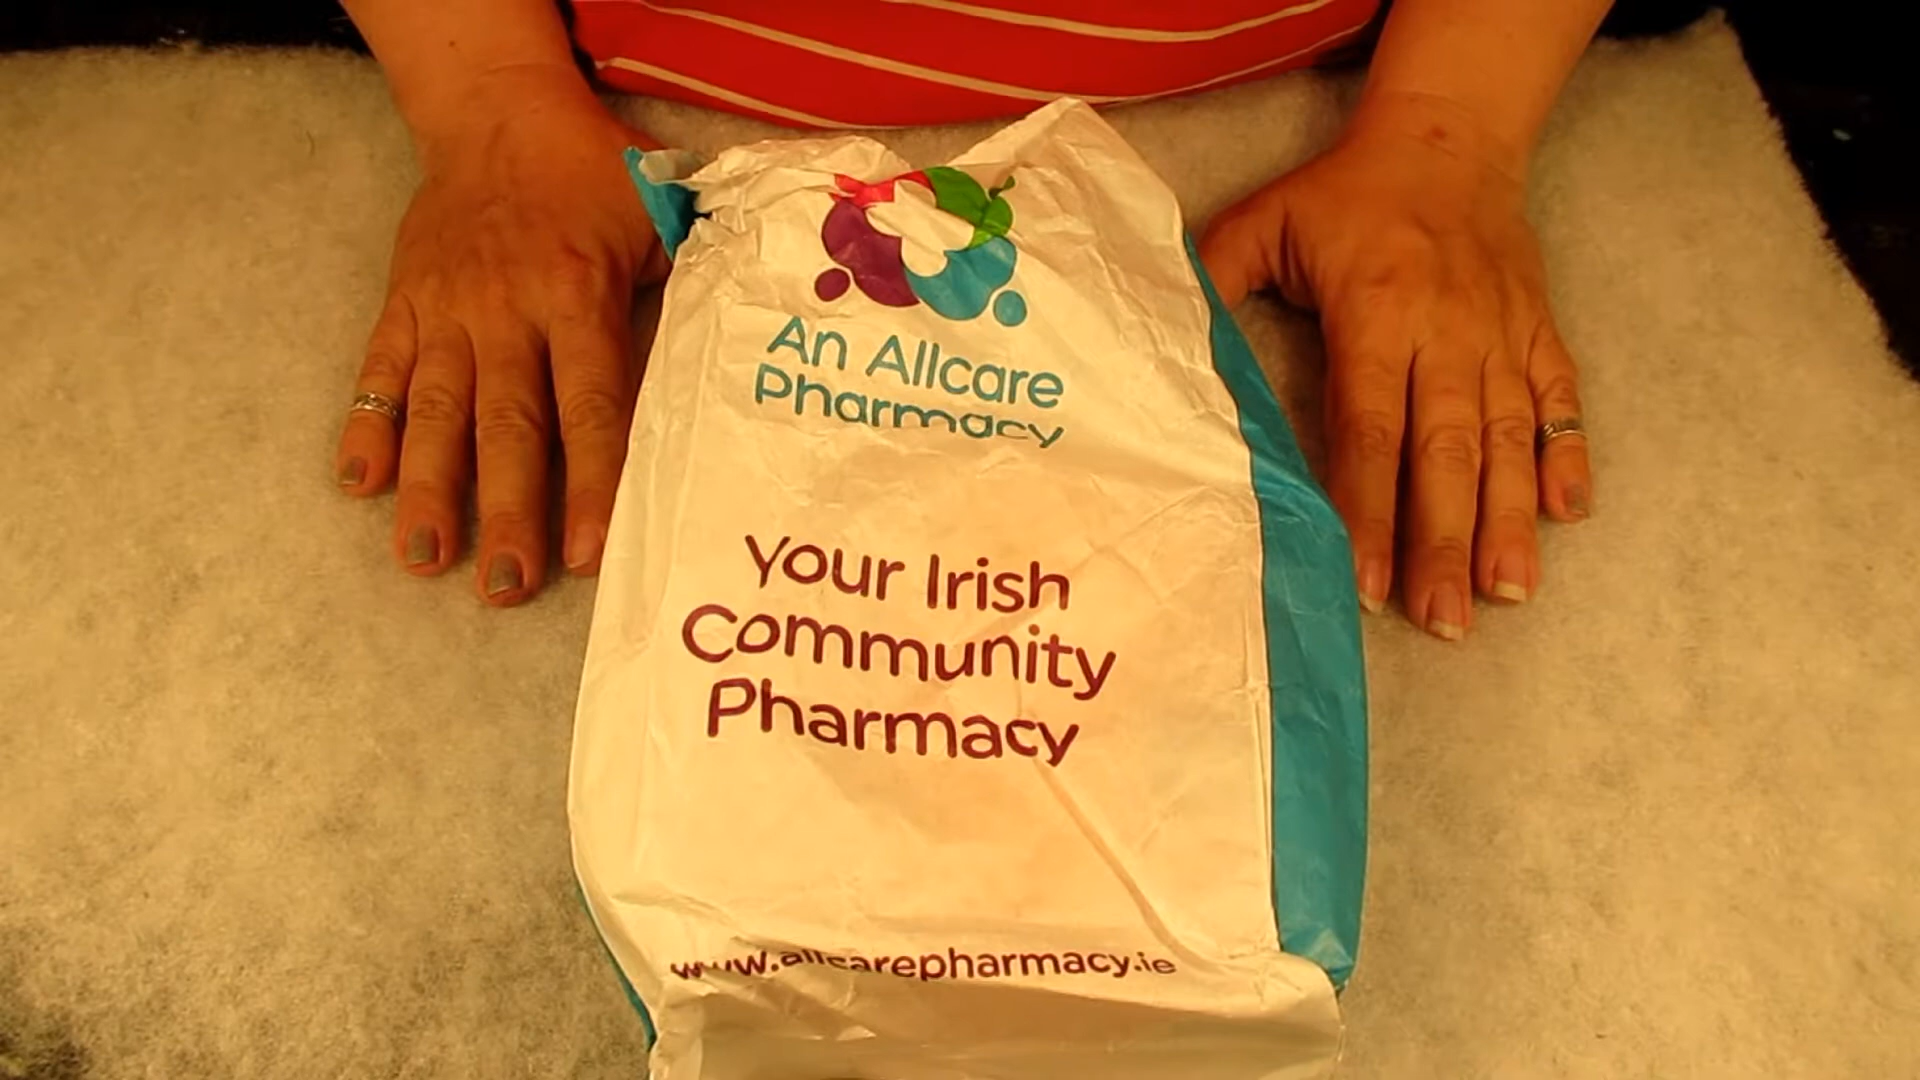 An Allcare
Pharmacy
Your Irish
Community
Pharmacy
www.allcarepharmacy.ie